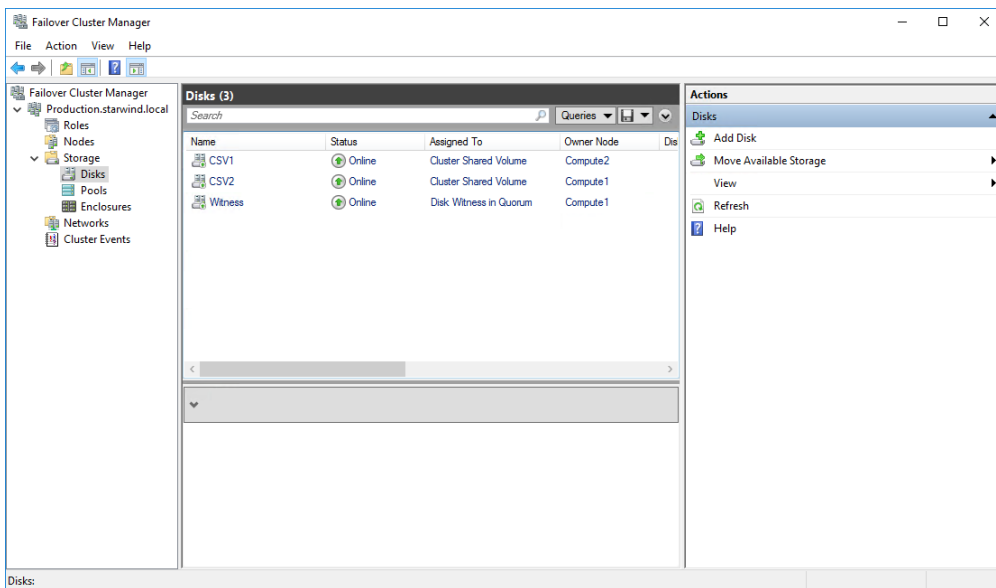 Failover Cluster Manager
File Action View Help
Failover Cluster Manager
Production.starwind.local
Roles
Nodes
Storage
Disks
Pools
Enclosures
Networks
Cluster Events
Disks (3)
Search
Queries
Name Status Assigned To Owner Node Dis
CSV1 Online Cluster Shared Volume Compute2
CSV2 Online Cluster Shared Volume Compute1
Witness Online Disk Witness in Quorum Compute1
Actions
Disks
Add Disk
Move Available Storage
View
Refresh
Help
Disks: